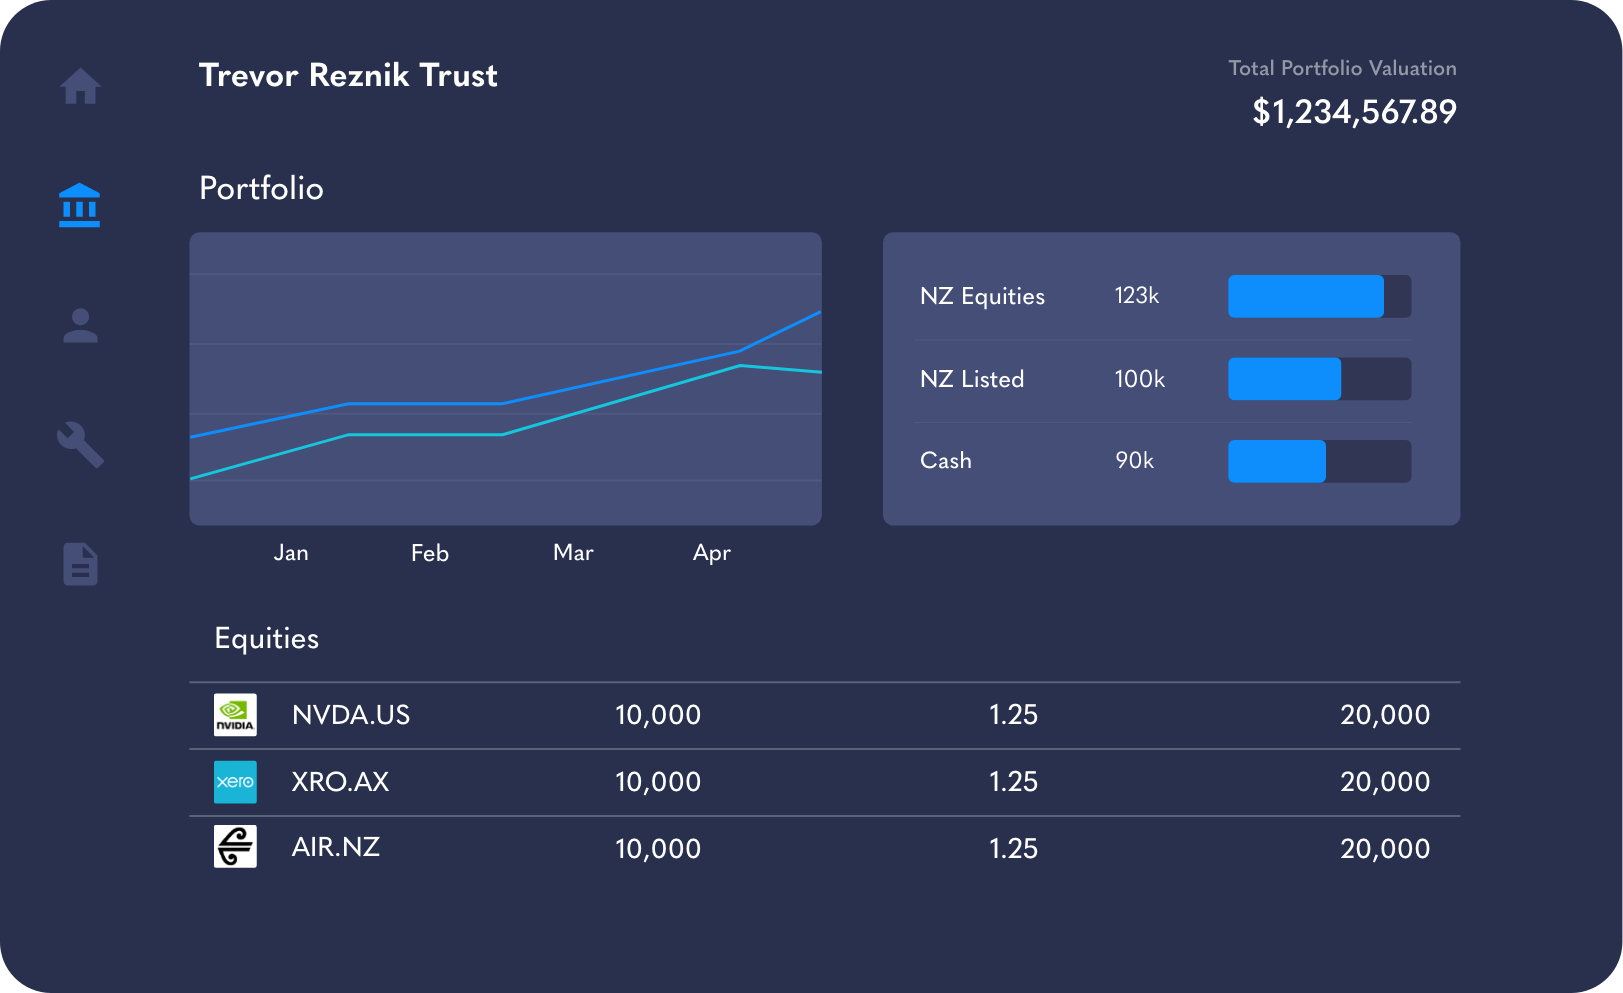 Trevor Reznik Trust
Total Portfolio Valuation
$1,234,567.89
Portfolio
NZ Equities 123k
NZ Listed 100k
Cash 90k
Jan Feb Mar Apr
Equities
NVIDIA NVDA.US 10,000 1.25 20,000
xero XRO.AX 10,000 1.25 20,000
AIR.NZ 10,000 1.25 20,000